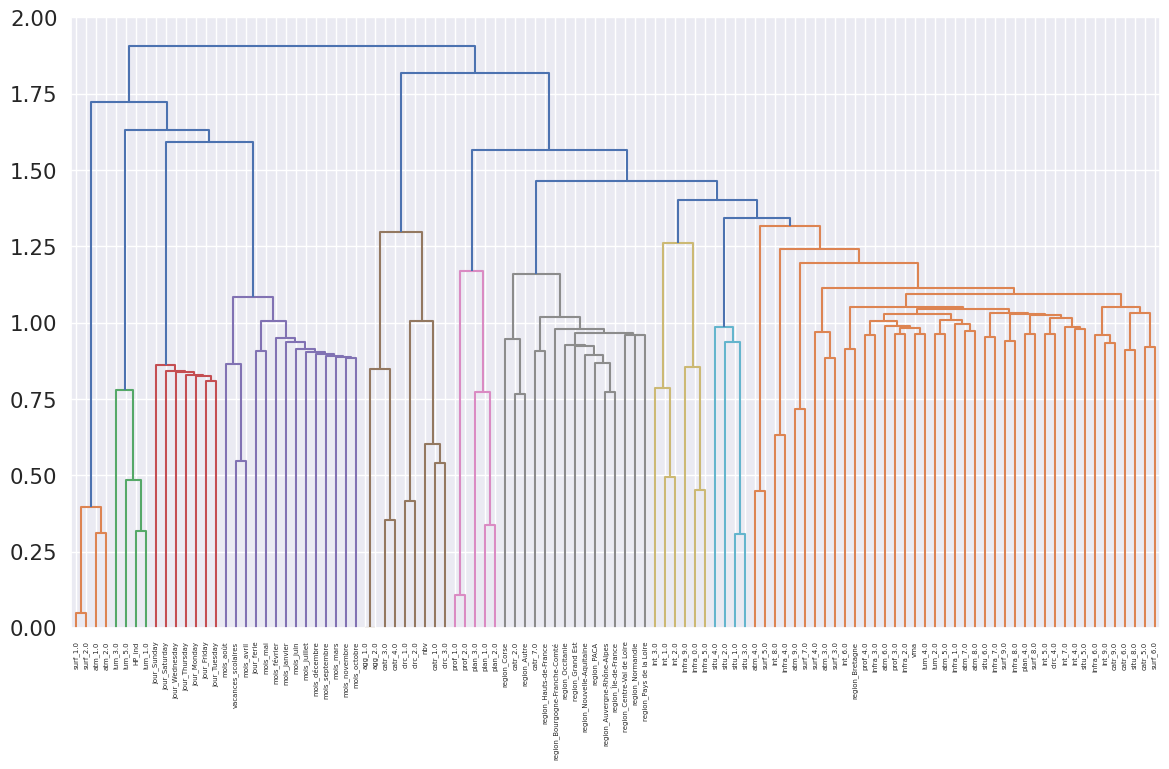 2.00
1.75
1.50
1.25
1.00
0.75
0.50
0.25
0.00
surf_1.0
surf_2.0
atm_1.0
atm_2.0
lum_3.0
lum_5.0
HP_ind
lum_1.0
jour_Sunday
jour_Saturday
jour_Wednesday
jour_Thursday
jour_Monday
jour_Friday
jour_Tuesday
mois_août
vacances_scolaires
mois_avril
jour_ferie
mois_mai
mois_février
mois_janvier
mois_juin
mois_juillet
mois_décembre
mois_septembre
mois_mars
mois_novembre
mois_octobre
agg_1.0
agg_2.0
catr_3.0
catr_4.0
circ_1.0
circ_2.0
nbv
catr_1.0
circ_3.0
prof_1.0
prof_2.0
plan_3.0
plan_1.0
plan_2.0
region_Corse
catr_2.0
region_Autre
catr_7.0
region_Hauts-de-France
region_Bourgogne-Franche-Comté
region_Occitanie
region_Grand Est
region_Nouvelle-Aquitaine
region_PACA
region_Auvergne-Rhône-Alpes
region_Île-de-France
region_Centre-Val de Loire
region_Normandie
region_Pays de la Loire
int_3.0
int_1.0
int_2.0
infra_9.0
infra_0.0
infra_5.0
situ_4.0
situ_2.0
situ_1.0
situ_3.0
atm_4.0
surf_5.0
int_8.0
infra_4.0
atm_9.0
surf_7.0
surf_4.0
atm_3.0
surf_3.0
int_6.0
region_Bretagne
prof_4.0
infra_3.0
atm_6.0
prof_3.0
infra_2.0
vma
lum_4.0
lum_2.0
atm_5.0
infra_1.0
atm_7.0
atm_8.0
situ_6.0
infra_7.0
surf_9.0
infra_8.0
plan_4.0
surf_8.0
int_5.0
circ_4.0
int_7.0
int_4.0
situ_5.0
infra_6.0
int_9.0
catr_9.0
catr_6.0
situ_8.0
catr_5.0
surf_6.0